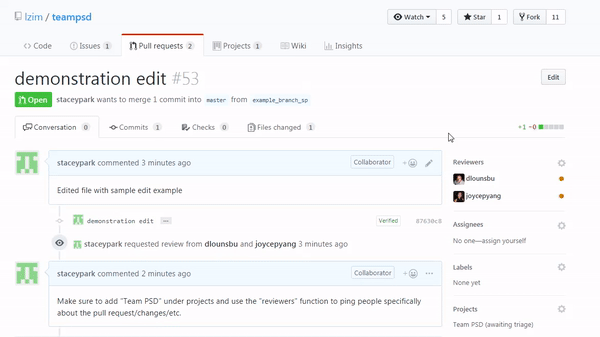 lzim / teampsd
Watch 5 Star 1 Fork 11
Code Issues 1 Pull requests 2 Projects 1 Wiki Insights
demonstration edit #53
Edit
Open staceypark wants to merge 1 commit into master from example_branch_sp
Conversation 0 Commits 1 Checks 0 Files changed 1 +1 −0
staceypark commented 3 minutes ago Collaborator
Edited file with sample edit example
demonstration edit ... Verified 87630c8
staceypark requested review from dlounsbu and joycepyang 3 minutes ago
staceypark commented 2 minutes ago Collaborator
Make sure to add "Team PSD" under projects and use the "reviewers" function to ping people specifically
about the pull request/changes/etc.
Reviewers
dlounsbu
joycepyang
Assignees
No one—assign yourself
Labels
None yet
Projects
Team PSD (awaiting triage)